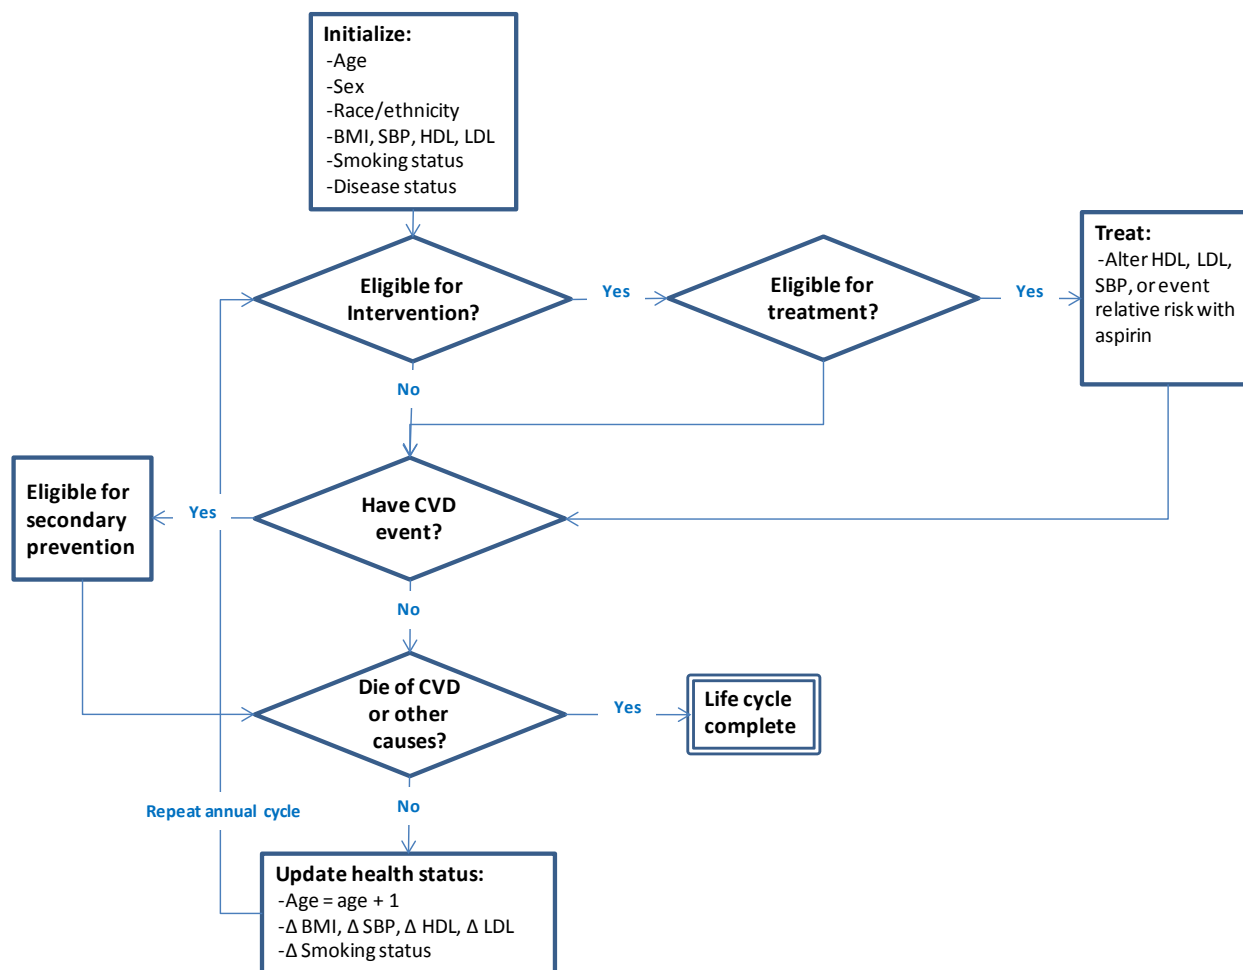 Initialize:
-Age
-Sex
-Race/ethnicity
-BMI, SBP, HDL, LDL
-Smoking status
-Disease status
Eligible for
Intervention?
Yes
Eligible for
treatment?
Yes
Treat:
-Alter HDL, LDL,
SBP, or event
relative risk with
aspirin
No
Eligible for
secondary
prevention
Yes
Have CVD
event?
No
Die of CVD
or other
causes?
Yes
Life cycle
complete
Repeat annual cycle
No
Update health status:
-Age = age + 1
-Δ BMI, Δ SBP, Δ HDL, Δ LDL
-Δ Smoking status